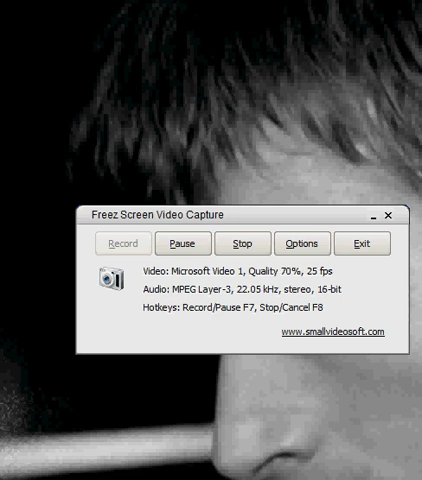 Freez Screen Video Capture
Record Pause Stop Options Exit
Video: Microsoft Video 1, Quality 70%, 25 fps
Audio: MPEG Layer-3, 22.05 kHz, stereo, 16-bit
Hotkeys: Record/Pause F7, Stop/Cancel F8
www.smallvideosoft.com